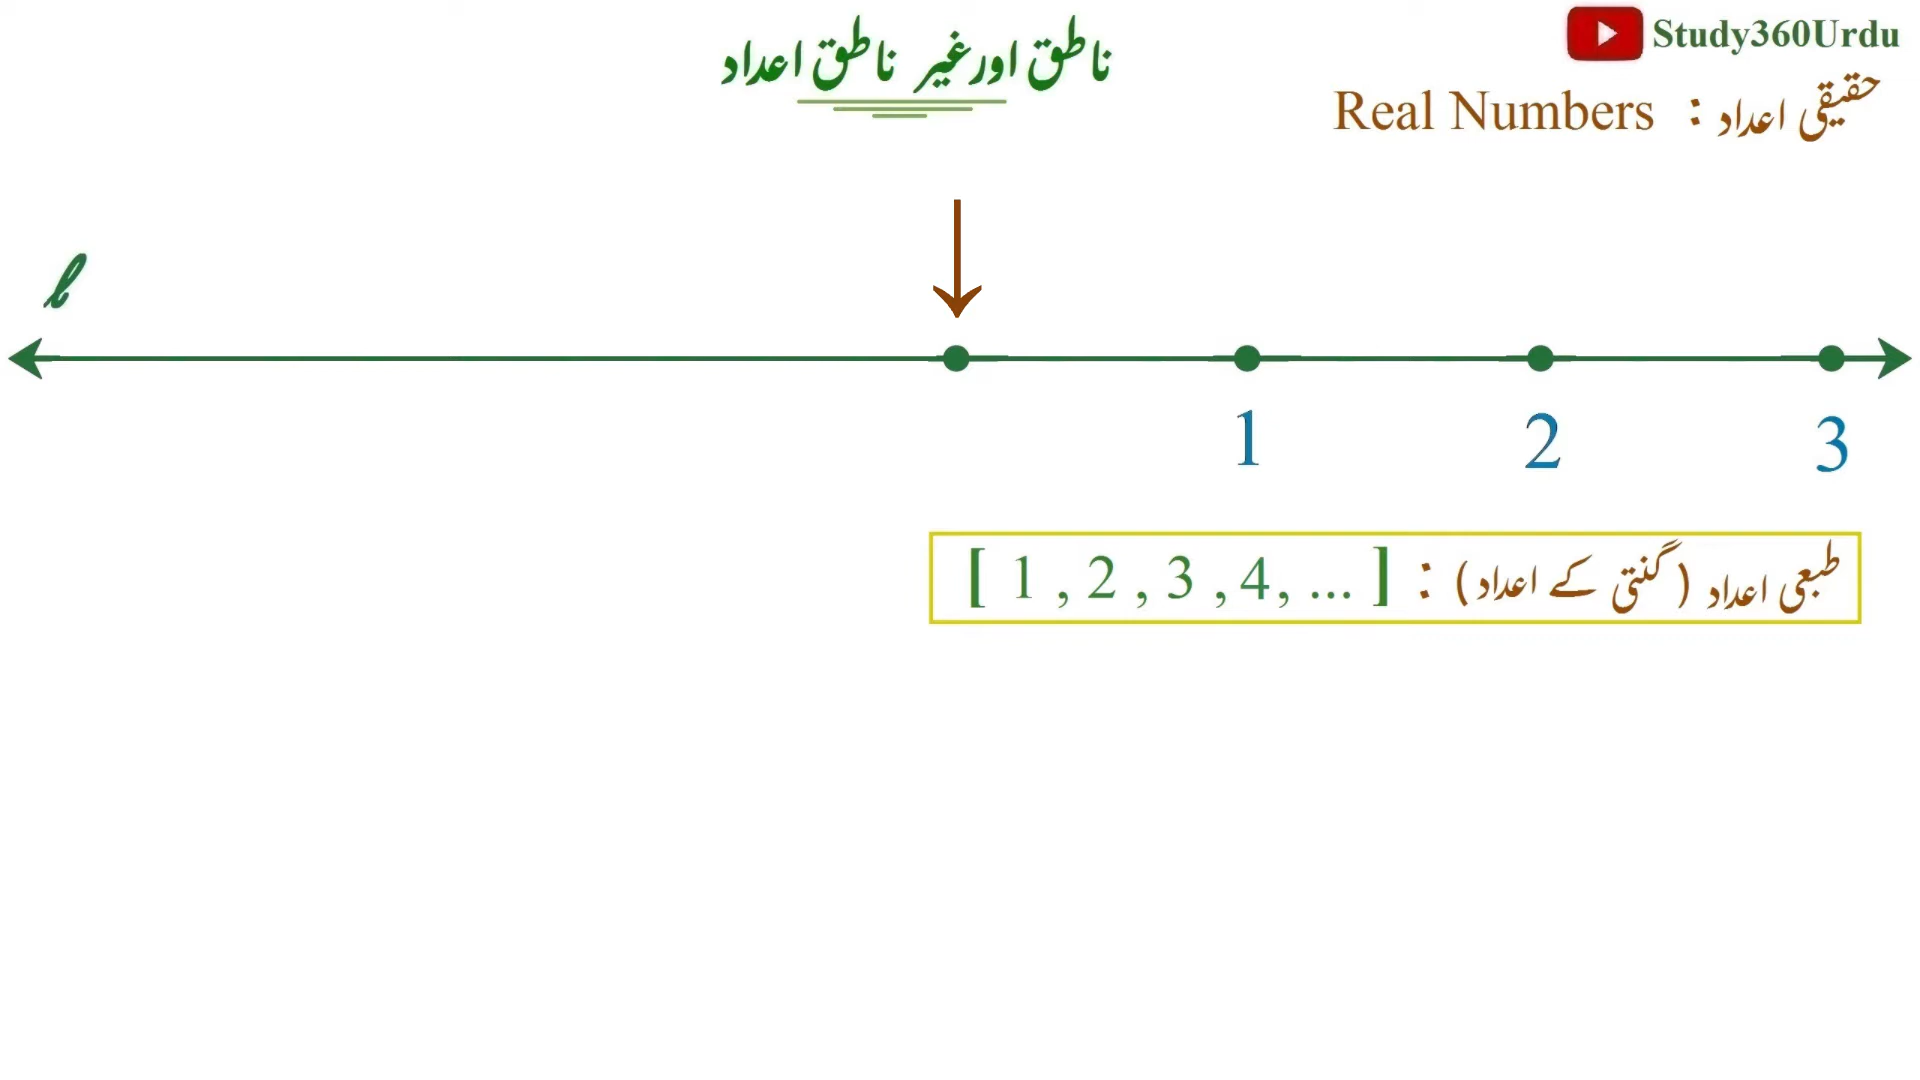 Study360Urdu
ناطق اور غیر ناطق اعداد
حقیقی اعداد : Real Numbers
l
1 2 3
طبعی اعداد ( گنتی کے اعداد) : [ 1 , 2 , 3 , 4, ... ]